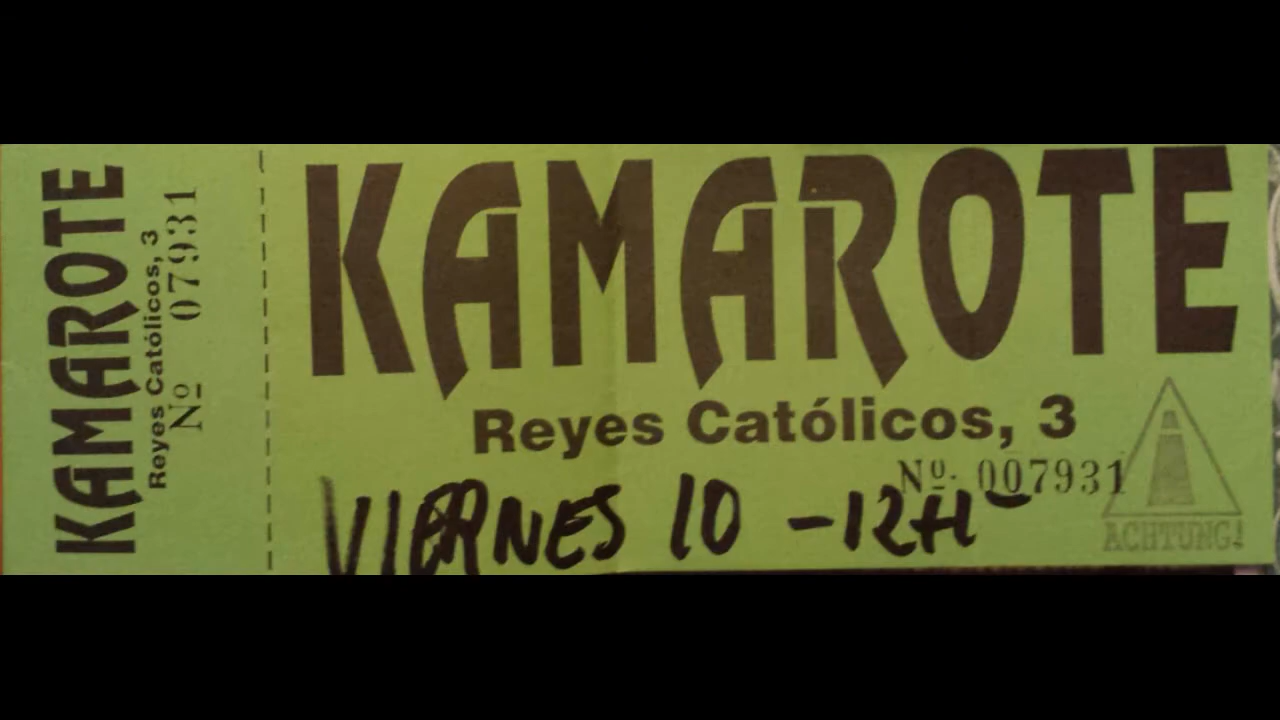 KAMAROTE
Reyes Católicos, 3
Nº 07931
KAMAROTE
Reyes Católicos, 3
Nº. 007931
VIERNES 10 - 12H
ACHTUNG!